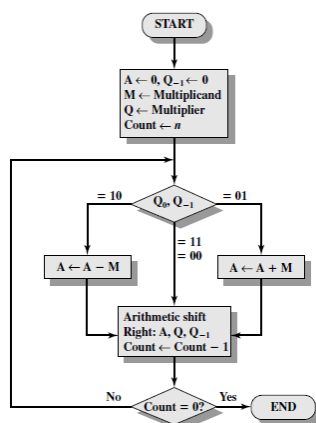 START
A ← 0, Q₋₁ ← 0
M ← Multiplicand
Q ← Multiplier
Count ← n
= 10
Q₀, Q₋₁
= 01
= 11
= 00
A ← A − M
A ← A + M
Arithmetic shift
Right: A, Q, Q₋₁
Count ← Count − 1
No
Count = 0?
Yes
END